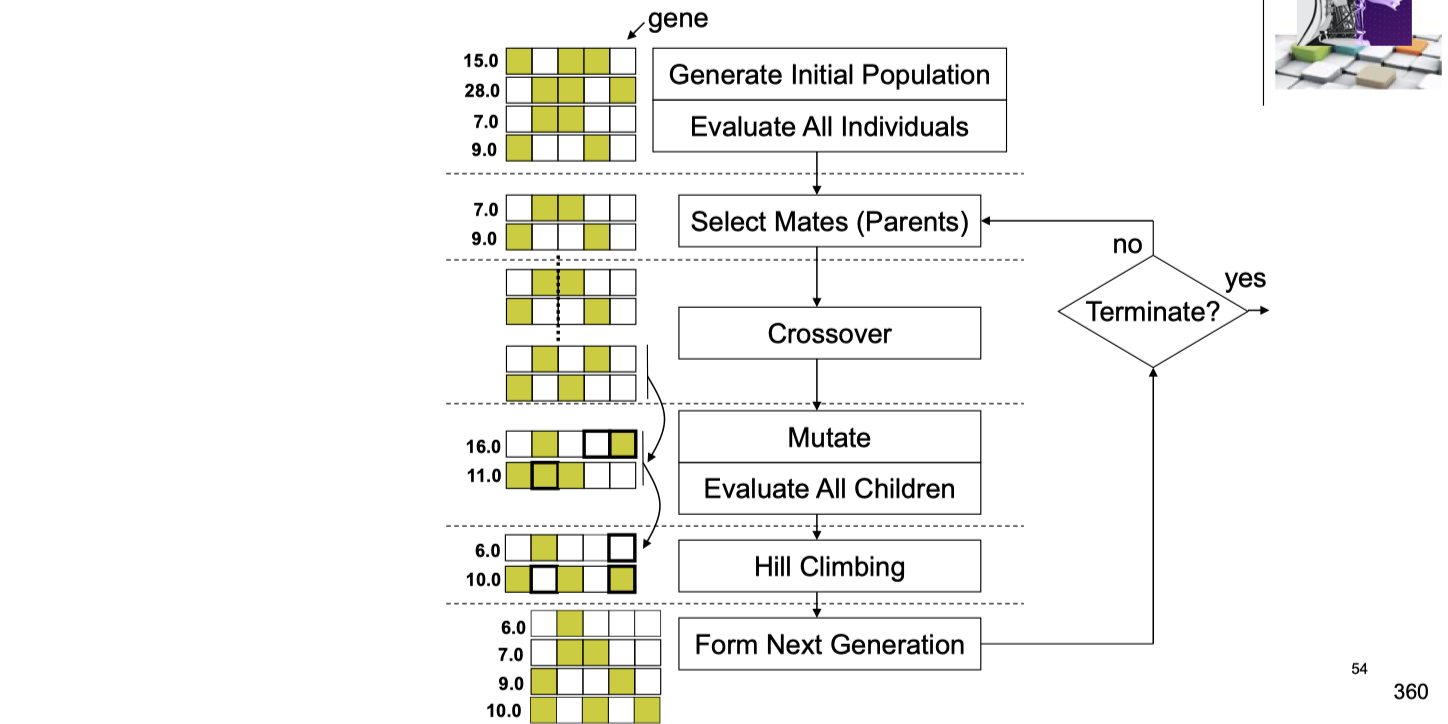 gene
15.0
28.0
7.0
9.0
Generate Initial Population
Evaluate All Individuals
7.0
9.0
Select Mates (Parents)
no
yes
Terminate?
Crossover
16.0
11.0
Mutate
Evaluate All Children
6.0
10.0
Hill Climbing
6.0
7.0
9.0
10.0
Form Next Generation
54
360